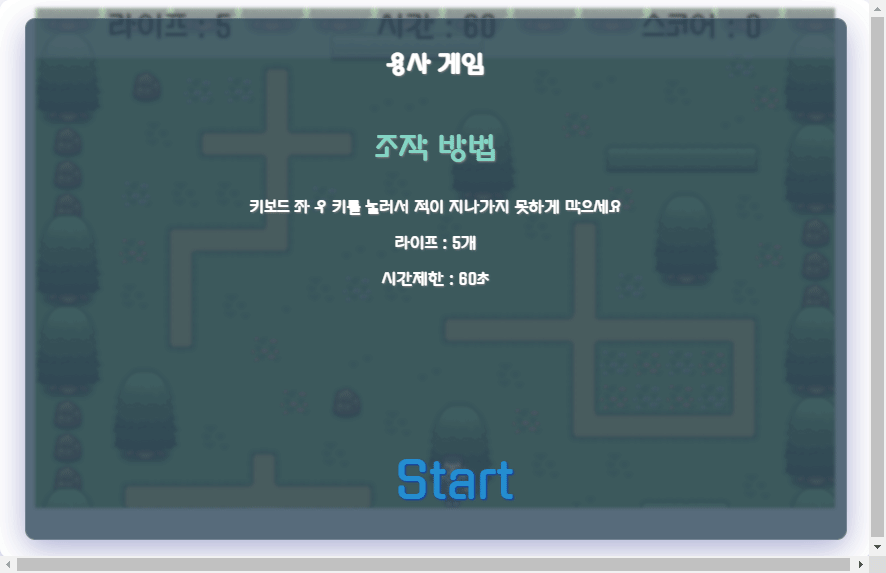 라이프 : 5 시간 : 60 스코어 : 0
용사 게임
조작 방법
키보드 좌 우 키를 눌러서 적이 지나가지 못하게 막으세요
라이프 : 5개
시간제한 : 60초
Start